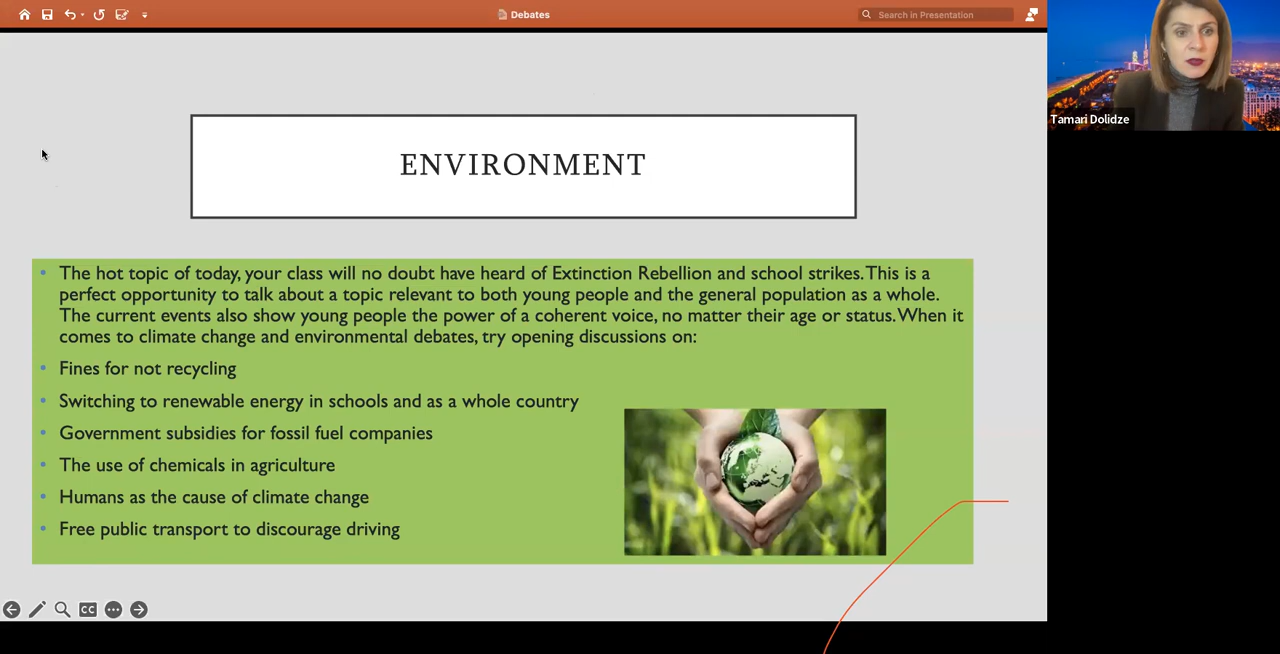 Debates
Search in Presentation
Tamari Dolidze
ENVIRONMENT
• The hot topic of today, your class will no doubt have heard of Extinction Rebellion and school strikes. This is a
perfect opportunity to talk about a topic relevant to both young people and the general population as a whole.
The current events also show young people the power of a coherent voice, no matter their age or status. When it
comes to climate change and environmental debates, try opening discussions on:
• Fines for not recycling
• Switching to renewable energy in schools and as a whole country
• Government subsidies for fossil fuel companies
• The use of chemicals in agriculture
• Humans as the cause of climate change
• Free public transport to discourage driving
CC